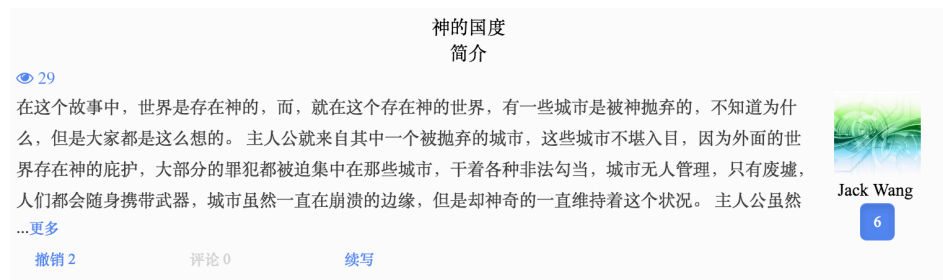 神的国度
简介
29
在这个故事中，世界是存在神的，而，就在这个存在神的世界，有一些城市是被神抛弃的，不知道为什
么，但是大家都是这么想的。 主人公就来自其中一个被抛弃的城市，这些城市不堪入目，因为外面的世
界存在神的庇护，大部分的罪犯都被迫集中在那些城市，干着各种非法勾当，城市无人管理，只有废墟，
人们都会随身携带武器，城市虽然一直在崩溃的边缘，但是却神奇的一直维持着这个状况。 主人公虽然
...更多
Jack Wang
6
撤销 2 评论 0 续写